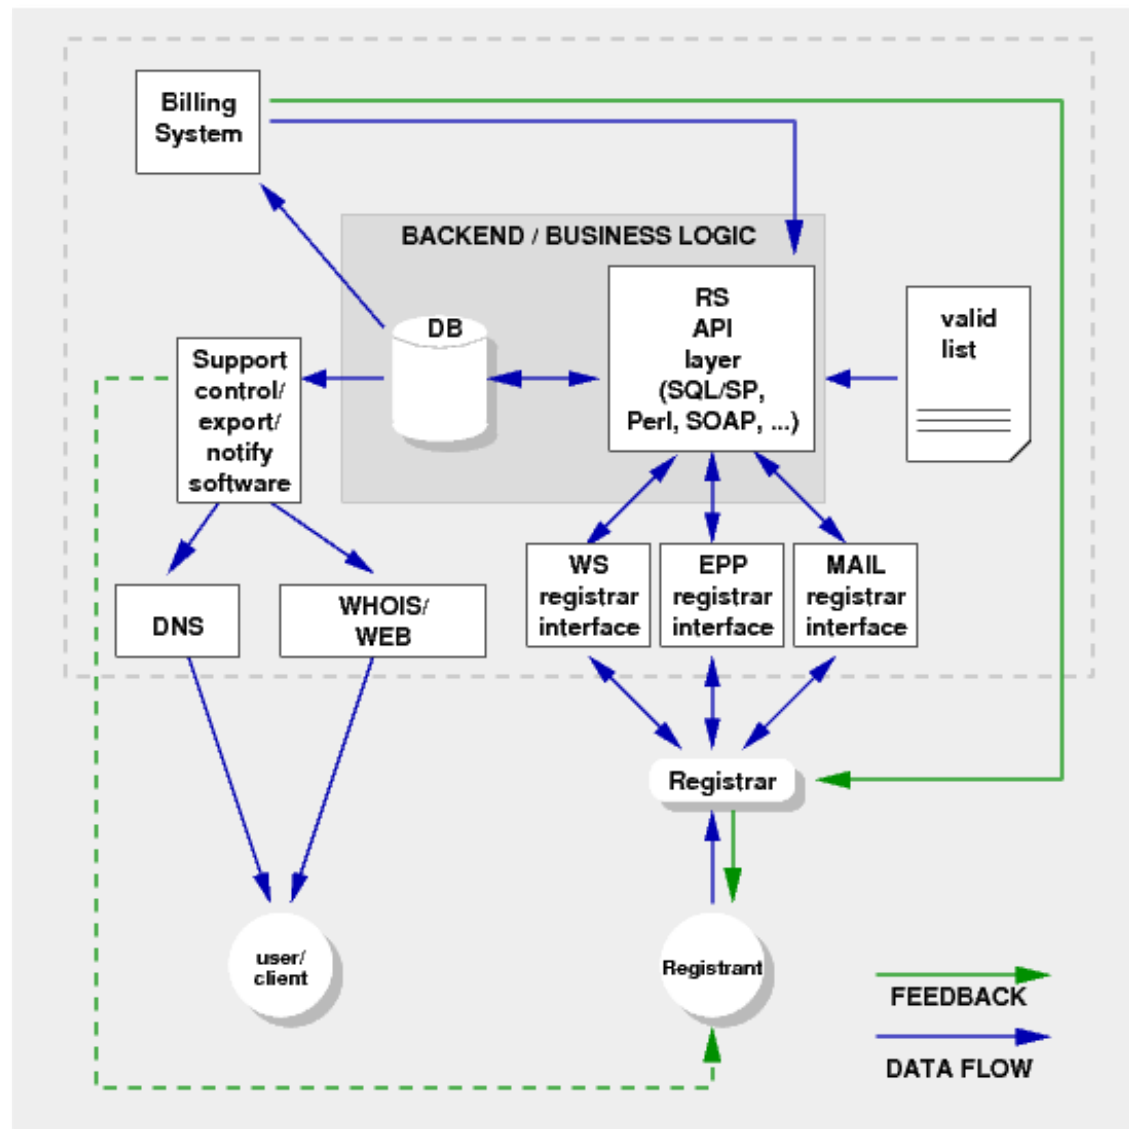 Billing
System
BACKEND / BUSINESS LOGIC
RS
API
layer
(SQL/SP,
Perl, SOAP, ...)
valid
list
DB
Support
control/
export/
notify
software
WS
registrar
interface
EPP
registrar
interface
MAIL
registrar
interface
DNS
WHOIS/
WEB
Registrar
user/
client
Registrant
FEEDBACK
DATA FLOW